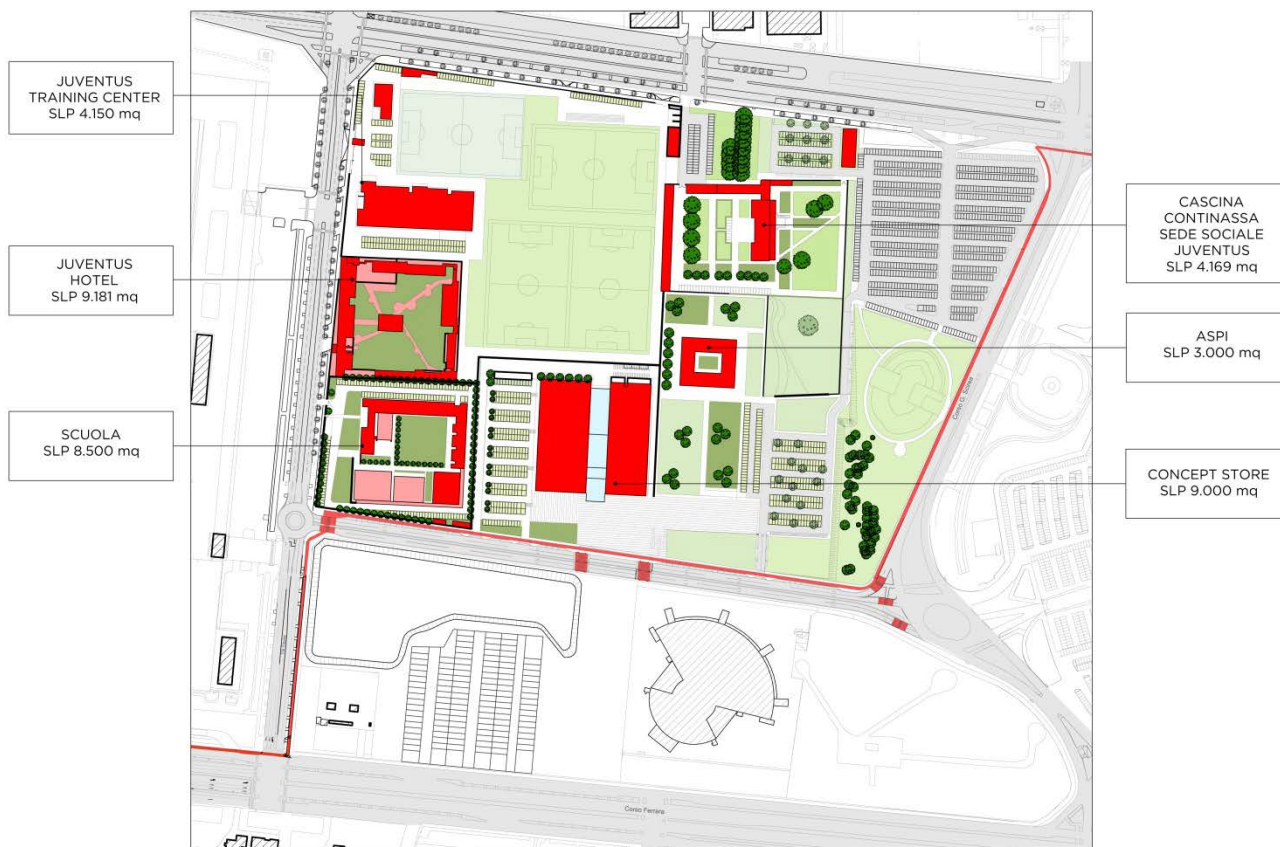 JUVENTUS
TRAINING CENTER
SLP 4.150 mq
JUVENTUS
HOTEL
SLP 9.181 mq
SCUOLA
SLP 8.500 mq
CASCINA
CONTINASSA
SEDE SOCIALE
JUVENTUS
SLP 4.169 mq
ASPI
SLP 3.000 mq
CONCEPT STORE
SLP 9.000 mq
Corso Ferrara